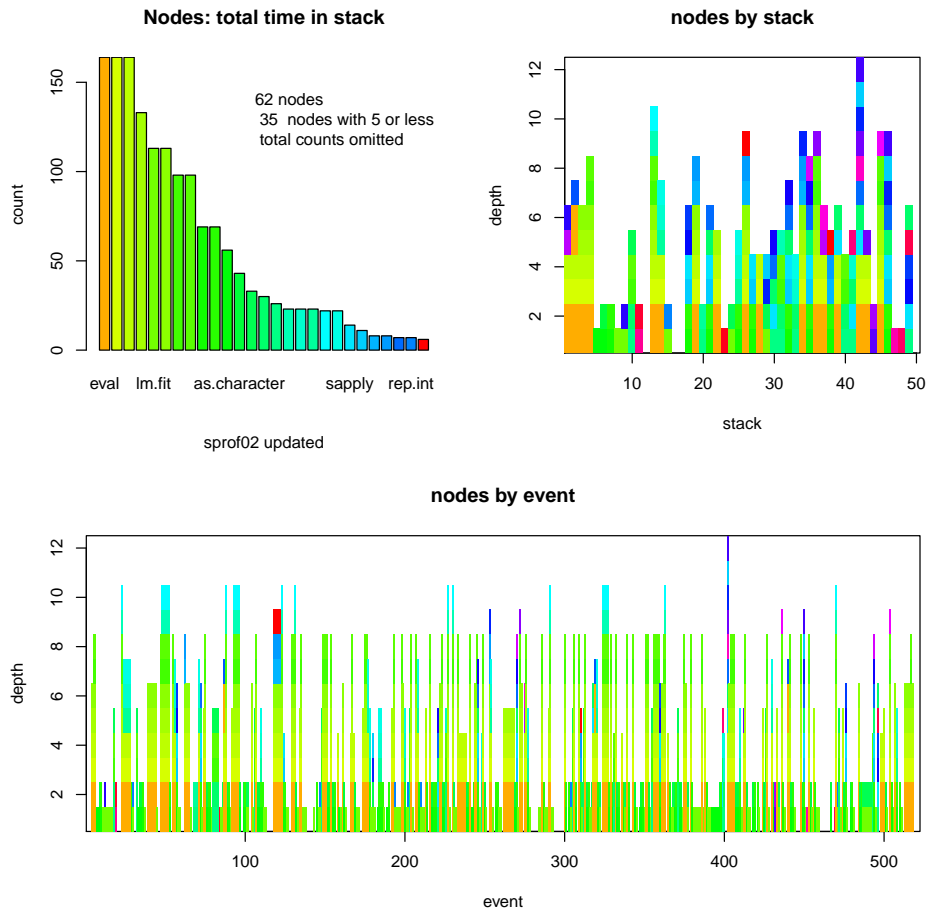 Nodes: total time in stack
62 nodes
35 nodes with 5 or less
total counts omitted
count
0
50
100
150
eval
lm.fit
as.character
sapply
rep.int
sprof02 updated
nodes by stack
depth
2
4
6
8
10
12
10
20
30
40
50
stack
nodes by event
depth
2
4
6
8
10
12
100
200
300
400
500
event